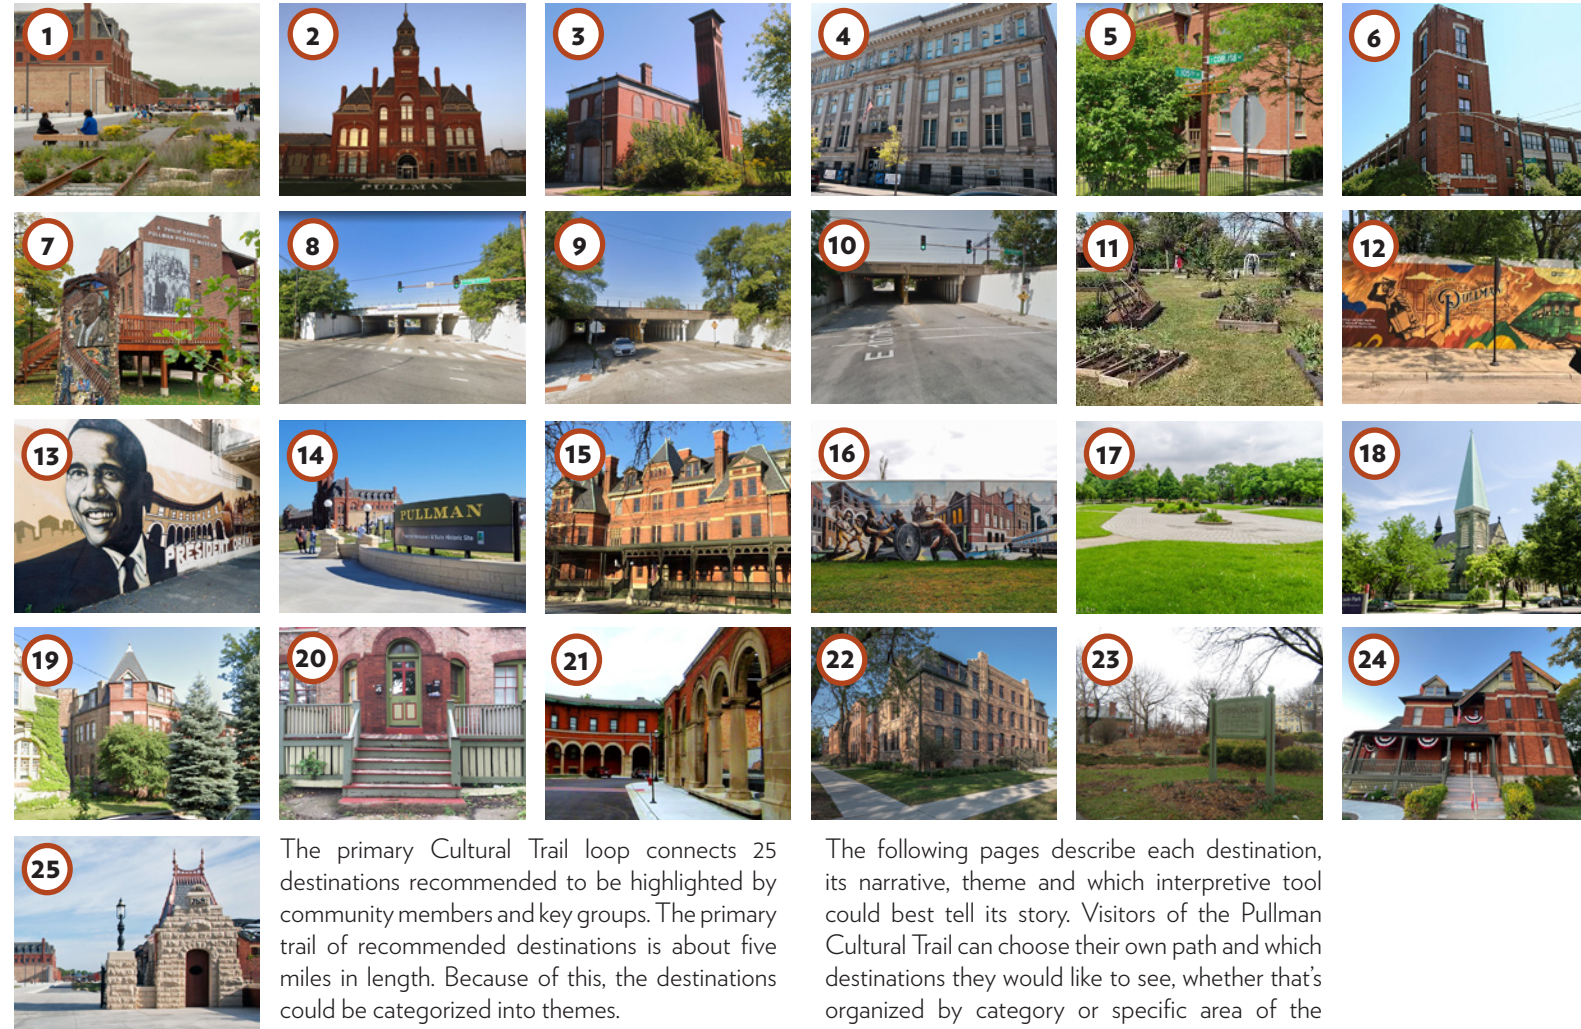 1
2
PULLMAN
3
4
5
6
7
A. PHILIP RANDOLPH
PULLMAN PORTER MUSEUM
8
9
10
11
12
PULLMAN
13
PRESIDENT
14
PULLMAN
15
16
17
18
19
20
21
22
23
24
25
The primary Cultural Trail loop connects 25
destinations recommended to be highlighted by
community members and key groups. The primary
trail of recommended destinations is about five
miles in length. Because of this, the destinations
could be categorized into themes.
The following pages describe each destination,
its narrative, theme and which interpretive tool
could best tell its story. Visitors of the Pullman
Cultural Trail can choose their own path and which
destinations they would like to see, whether that's
organized by category or specific area of the